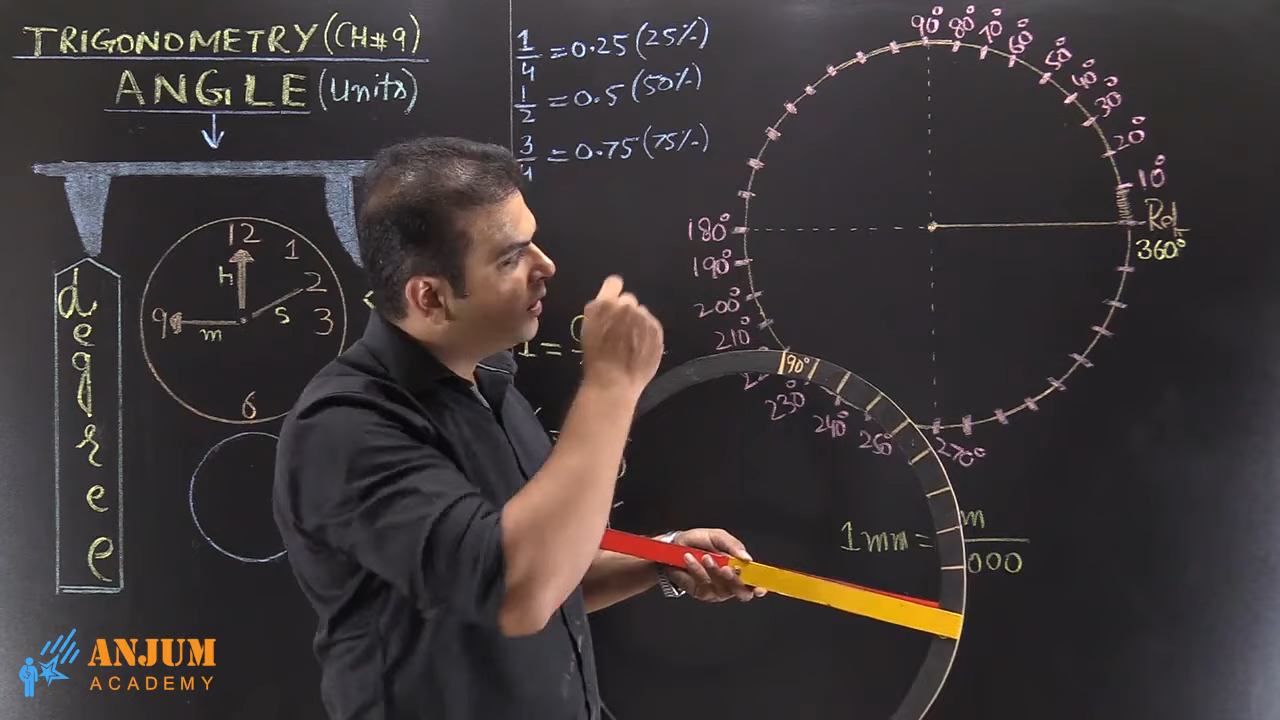 TRIGONOMETRY (CH#9)
ANGLE (Units)
degree
12
1
2
3
6
9
h
m
s
1/4 = 0.25 (25%)
1/2 = 0.5 (50%)
3/4 = 0.75 (75%)
1 =
90° 80° 70° 60° 50° 40° 30° 20° 10°
Ref
360°
180°
190°
200°
210°
230°
240°
250°
270°
90°
1mm = m
000
ANJUM
ACADEMY